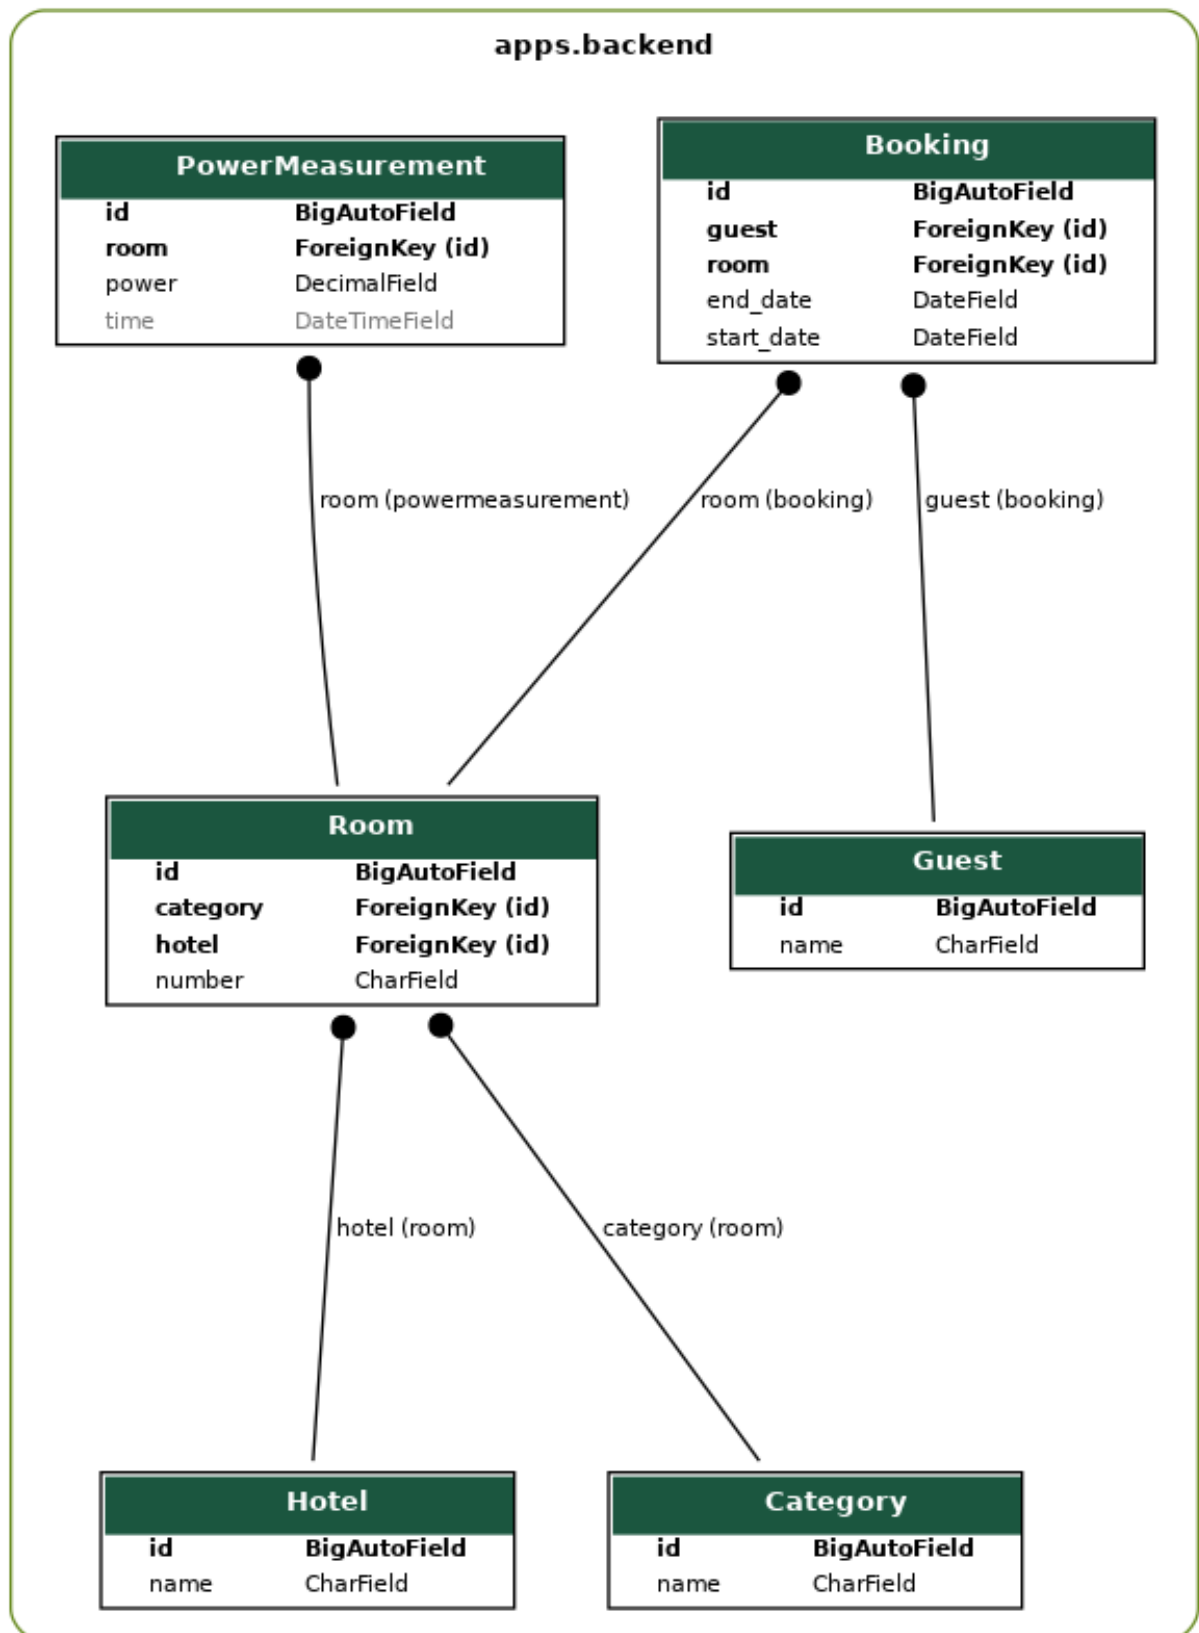 apps.backend
PowerMeasurement
id BigAutoField
room ForeignKey (id)
power DecimalField
time DateTimeField
Booking
id BigAutoField
guest ForeignKey (id)
room ForeignKey (id)
end_date DateField
start_date DateField
room (powermeasurement)
room (booking)
guest (booking)
Room
id BigAutoField
category ForeignKey (id)
hotel ForeignKey (id)
number CharField
Guest
id BigAutoField
name CharField
hotel (room)
category (room)
Hotel
id BigAutoField
name CharField
Category
id BigAutoField
name CharField